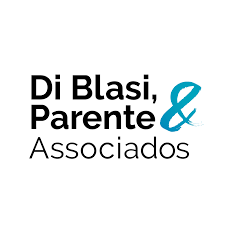 Di Blasi,
Parente &
Associados